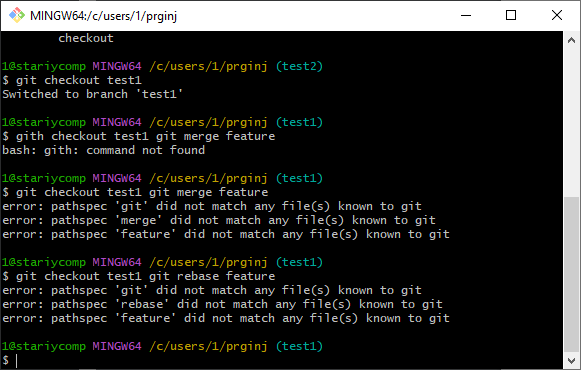 MINGW64:/c/users/1/prginj
checkout
1@stariycomp MINGW64 /c/users/1/prginj (test2)
$ git checkout test1
Switched to branch 'test1'
1@stariycomp MINGW64 /c/users/1/prginj (test1)
$ gith checkout test1 git merge feature
bash: gith: command not found
1@stariycomp MINGW64 /c/users/1/prginj (test1)
$ git checkout test1 git merge feature
error: pathspec 'git' did not match any file(s) known to git
error: pathspec 'merge' did not match any file(s) known to git
error: pathspec 'feature' did not match any file(s) known to git
1@stariycomp MINGW64 /c/users/1/prginj (test1)
$ git checkout test1 git rebase feature
error: pathspec 'git' did not match any file(s) known to git
error: pathspec 'rebase' did not match any file(s) known to git
error: pathspec 'feature' did not match any file(s) known to git
1@stariycomp MINGW64 /c/users/1/prginj (test1)
$